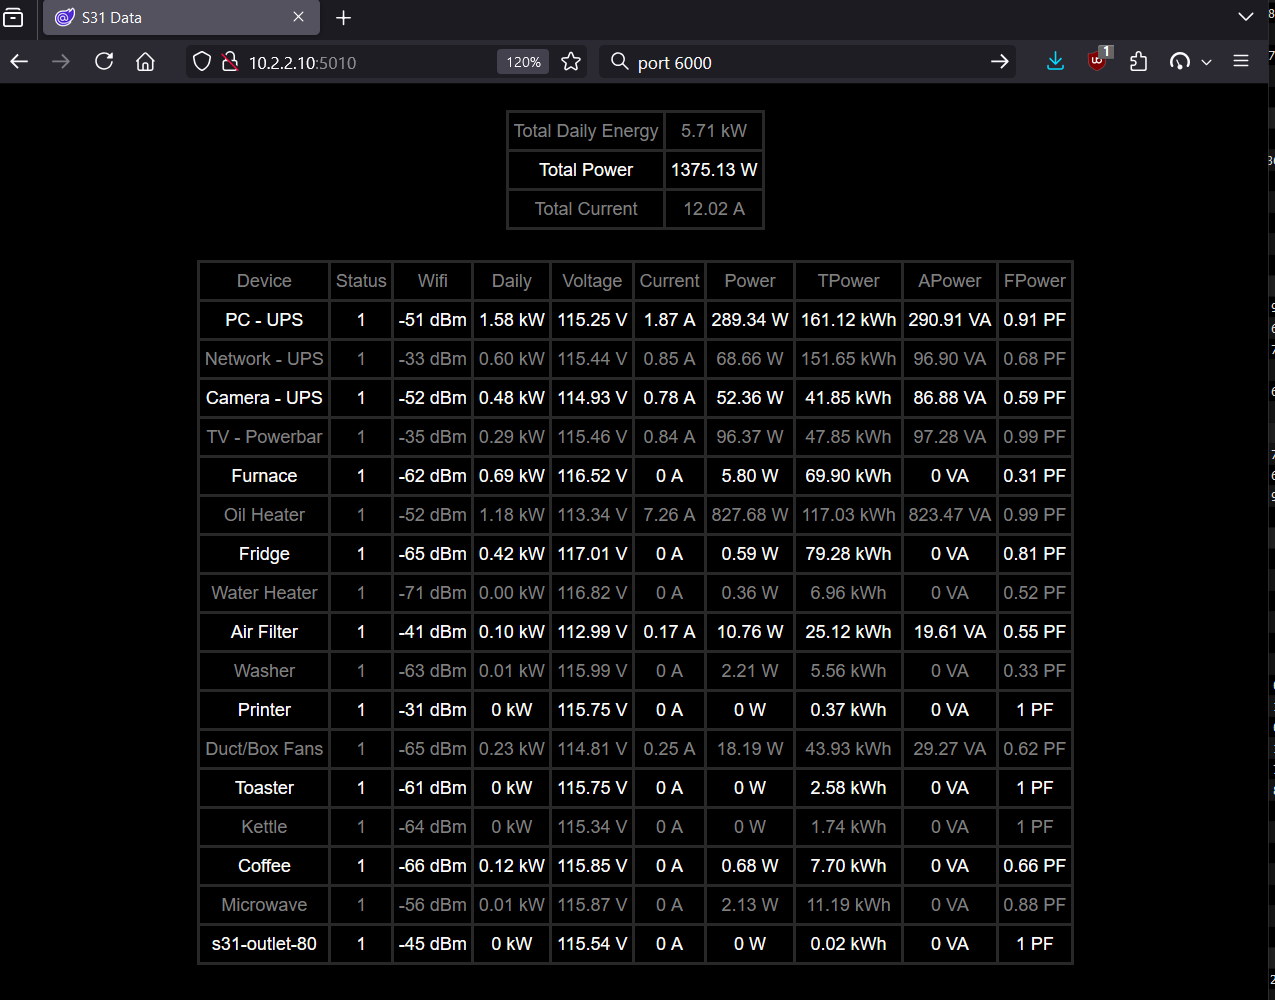 S31 Data
10.2.2.10:5010
120%
port 6000
1
Total Daily Energy 5.71 kW
Total Power 1375.13 W
Total Current 12.02 A
Device Status Wifi Daily Voltage Current Power TPower APower FPower
PC - UPS 1 -51 dBm 1.58 kW 115.25 V 1.87 A 289.34 W 161.12 kWh 290.91 VA 0.91 PF
Network - UPS 1 -33 dBm 0.60 kW 115.44 V 0.85 A 68.66 W 151.65 kWh 96.90 VA 0.68 PF
Camera - UPS 1 -52 dBm 0.48 kW 114.93 V 0.78 A 52.36 W 41.85 kWh 86.88 VA 0.59 PF
TV - Powerbar 1 -35 dBm 0.29 kW 115.46 V 0.84 A 96.37 W 47.85 kWh 97.28 VA 0.99 PF
Furnace 1 -62 dBm 0.69 kW 116.52 V 0 A 5.80 W 69.90 kWh 0 VA 0.31 PF
Oil Heater 1 -52 dBm 1.18 kW 113.34 V 7.26 A 827.68 W 117.03 kWh 823.47 VA 0.99 PF
Fridge 1 -65 dBm 0.42 kW 117.01 V 0 A 0.59 W 79.28 kWh 0 VA 0.81 PF
Water Heater 1 -71 dBm 0.00 kW 116.82 V 0 A 0.36 W 6.96 kWh 0 VA 0.52 PF
Air Filter 1 -41 dBm 0.10 kW 112.99 V 0.17 A 10.76 W 25.12 kWh 19.61 VA 0.55 PF
Washer 1 -63 dBm 0.01 kW 115.99 V 0 A 2.21 W 5.56 kWh 0 VA 0.33 PF
Printer 1 -31 dBm 0 kW 115.75 V 0 A 0 W 0.37 kWh 0 VA 1 PF
Duct/Box Fans 1 -65 dBm 0.23 kW 114.81 V 0.25 A 18.19 W 43.93 kWh 29.27 VA 0.62 PF
Toaster 1 -61 dBm 0 kW 115.75 V 0 A 0 W 2.58 kWh 0 VA 1 PF
Kettle 1 -64 dBm 0 kW 115.34 V 0 A 0 W 1.74 kWh 0 VA 1 PF
Coffee 1 -66 dBm 0.12 kW 115.85 V 0 A 0.68 W 7.70 kWh 0 VA 0.66 PF
Microwave 1 -56 dBm 0.01 kW 115.87 V 0 A 2.13 W 11.19 kWh 0 VA 0.88 PF
s31-outlet-80 1 -45 dBm 0 kW 115.54 V 0 A 0 W 0.02 kWh 0 VA 1 PF